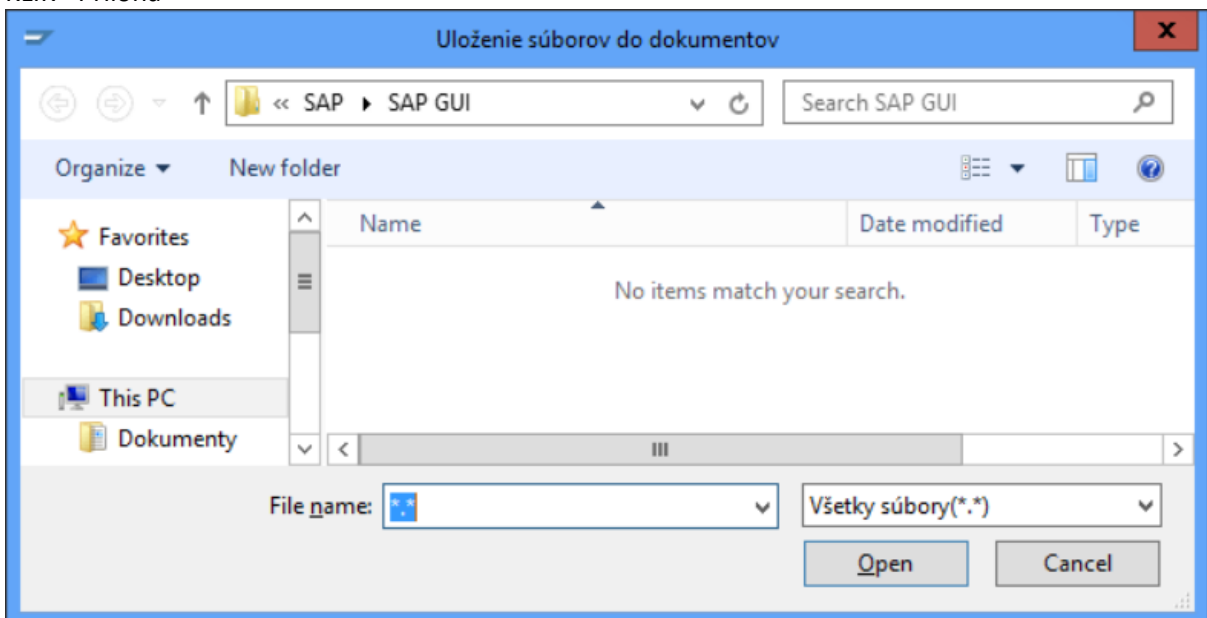 Uloženie súborov do dokumentov
x
« SAP ▸ SAP GUI
Search SAP GUI
Organize
New folder
Name
Date modified
Type
Favorites
Desktop
Downloads
No items match your search.
This PC
Dokumenty
File name: *.*
Všetky súbory(*.*)
Open
Cancel